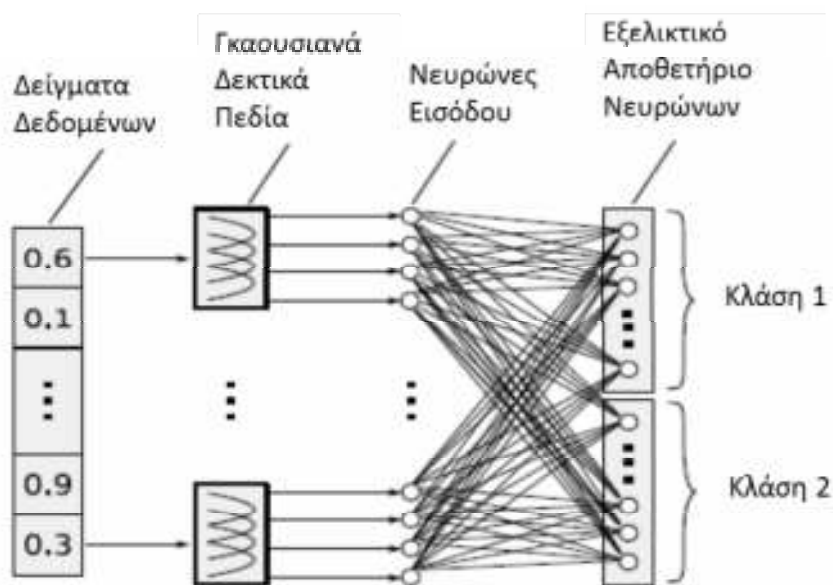 Δείγματα
Δεδομένων
Γκαουσιανά
Δεκτικά
Πεδία
Νευρώνες
Εισόδου
Εξελικτικό
Αποθετήριο
Νευρώνων
0.6
0.1
0.9
0.3
Κλάση 1
Κλάση 2